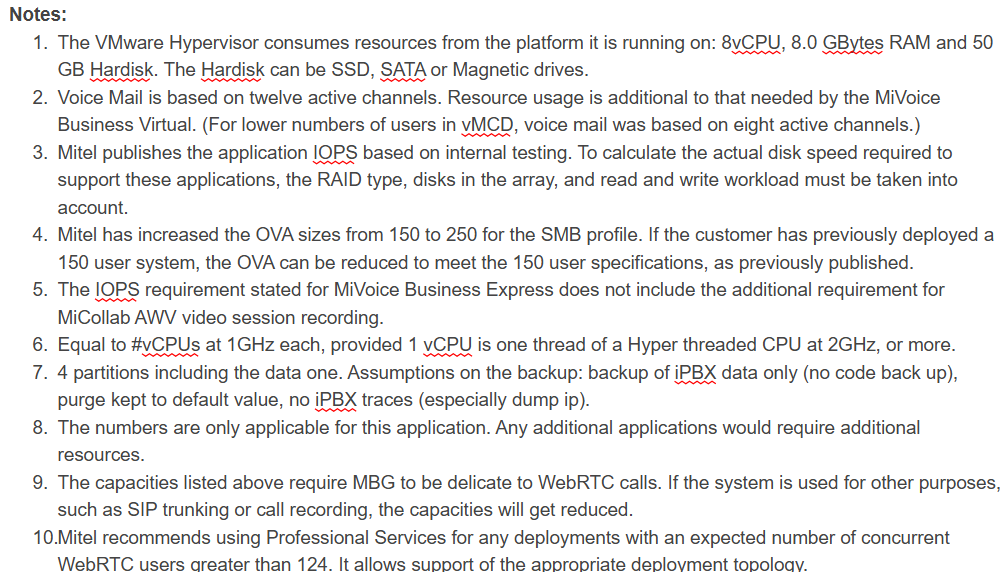 Notes:
1. The VMware Hypervisor consumes resources from the platform it is running on: 8vCPU, 8.0 GBytes RAM and 50
GB Hardisk. The Hardisk can be SSD, SATA or Magnetic drives.
2. Voice Mail is based on twelve active channels. Resource usage is additional to that needed by the MiVoice
Business Virtual. (For lower numbers of users in vMCD, voice mail was based on eight active channels.)
3. Mitel publishes the application IOPS based on internal testing. To calculate the actual disk speed required to
support these applications, the RAID type, disks in the array, and read and write workload must be taken into
account.
4. Mitel has increased the OVA sizes from 150 to 250 for the SMB profile. If the customer has previously deployed a
150 user system, the OVA can be reduced to meet the 150 user specifications, as previously published.
5. The IOPS requirement stated for MiVoice Business Express does not include the additional requirement for
MiCollab AWV video session recording.
6. Equal to #vCPUs at 1GHz each, provided 1 vCPU is one thread of a Hyper threaded CPU at 2GHz, or more.
7. 4 partitions including the data one. Assumptions on the backup: backup of iPBX data only (no code back up),
purge kept to default value, no iPBX traces (especially dump ip).
8. The numbers are only applicable for this application. Any additional applications would require additional
resources.
9. The capacities listed above require MBG to be delicate to WebRTC calls. If the system is used for other purposes,
such as SIP trunking or call recording, the capacities will get reduced.
10.Mitel recommends using Professional Services for any deployments with an expected number of concurrent
WebRTC users greater than 124. It allows support of the appropriate deployment topology.